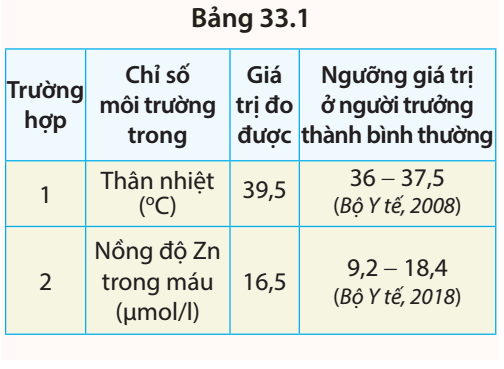 Bảng 33.1
Trường hợp
Chỉ số môi trường trong
Giá trị đo được
Ngưỡng giá trị ở người trưởng thành bình thường
1
Thân nhiệt (°C)
39,5
36 – 37,5 (Bộ Y tế, 2008)
2
Nồng độ Zn trong máu (µmol/l)
16,5
9,2 – 18,4 (Bộ Y tế, 2018)